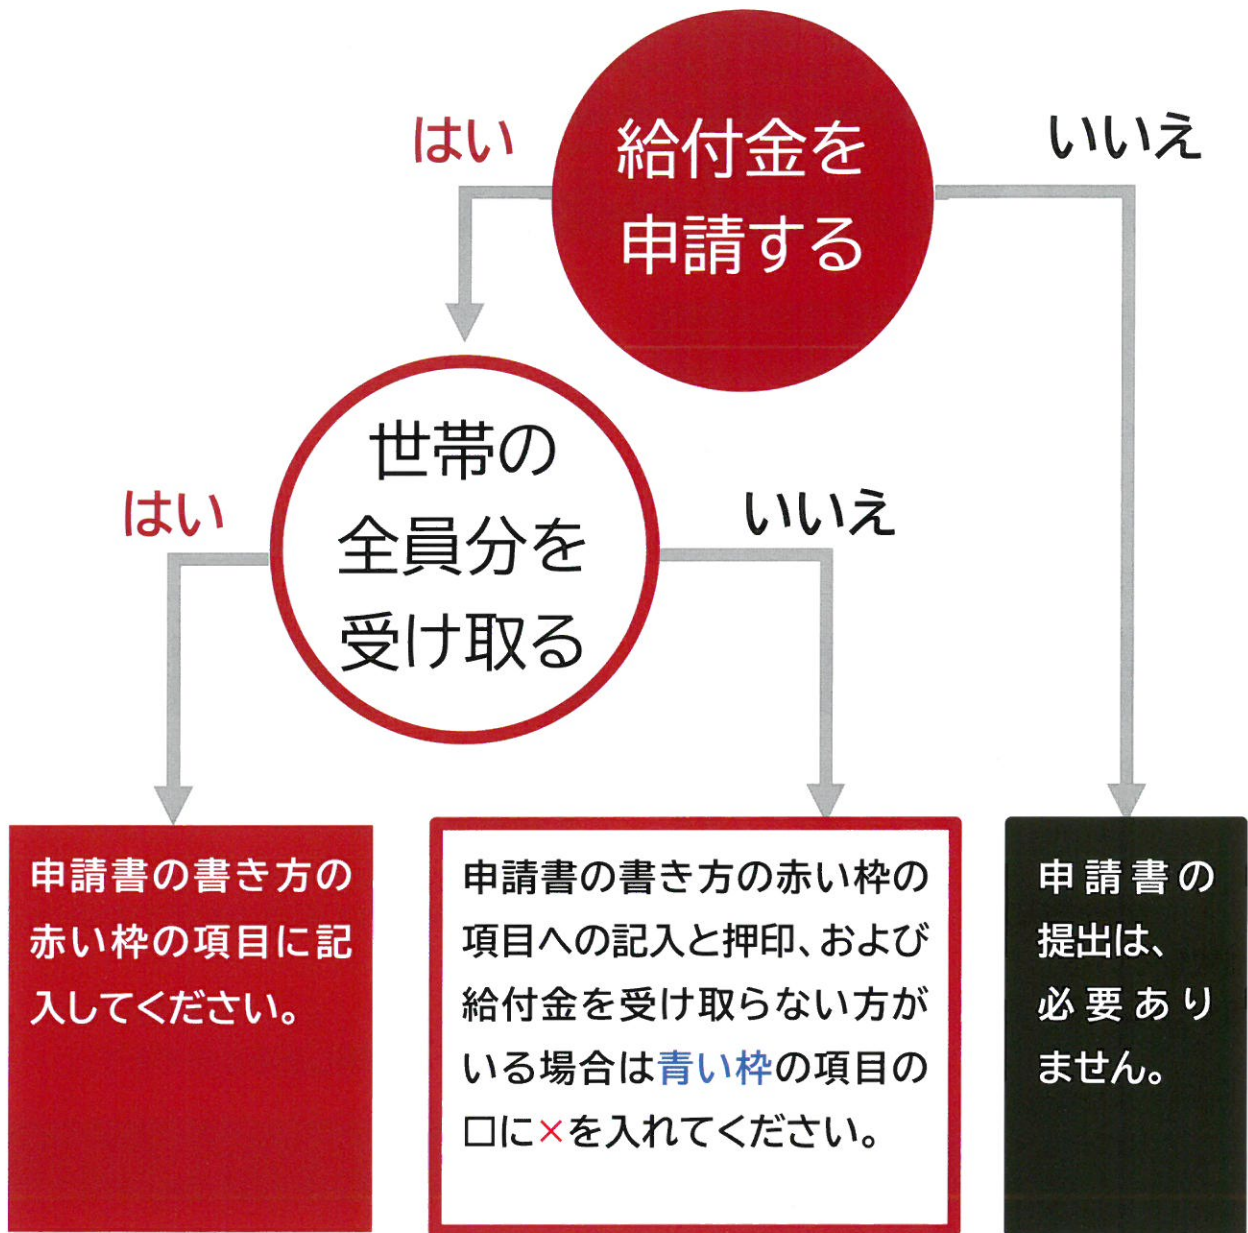 給付金を
申請する
はい
いいえ
世帯の
全員分を
受け取る
はい
いいえ
申請書の書き方の
赤い枠の項目に記
入してください。
申請書の書き方の赤い枠の
項目への記入と押印、および
給付金を受け取らない方が
いる場合は青い枠の項目の
□に×を入れてください。
申請書の
提出は、
必要あり
ません。